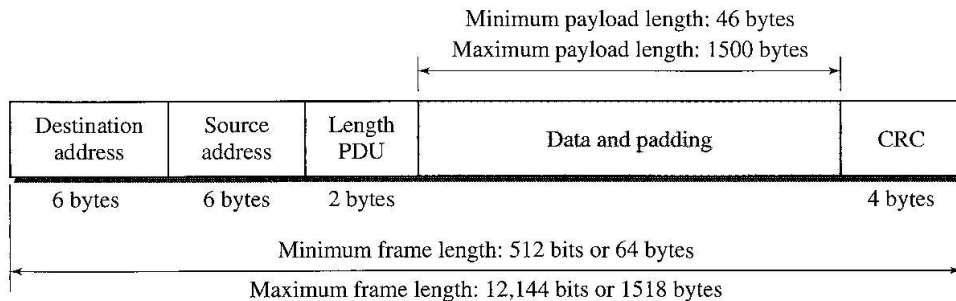 Minimum payload length: 46 bytes
Maximum payload length: 1500 bytes
Destination address
Source address
Length PDU
Data and padding
CRC
6 bytes
6 bytes
2 bytes
4 bytes
Minimum frame length: 512 bits or 64 bytes
Maximum frame length: 12,144 bits or 1518 bytes